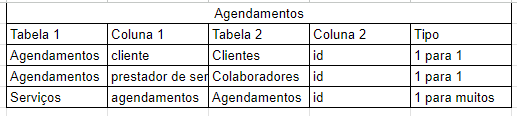 Agendamentos
Tabela 1 Coluna 1 Tabela 2 Coluna 2 Tipo
Agendamentos cliente Clientes id 1 para 1
Agendamentos prestador de ser Colaboradores id 1 para 1
Serviços agendamentos Agendamentos id 1 para muitos